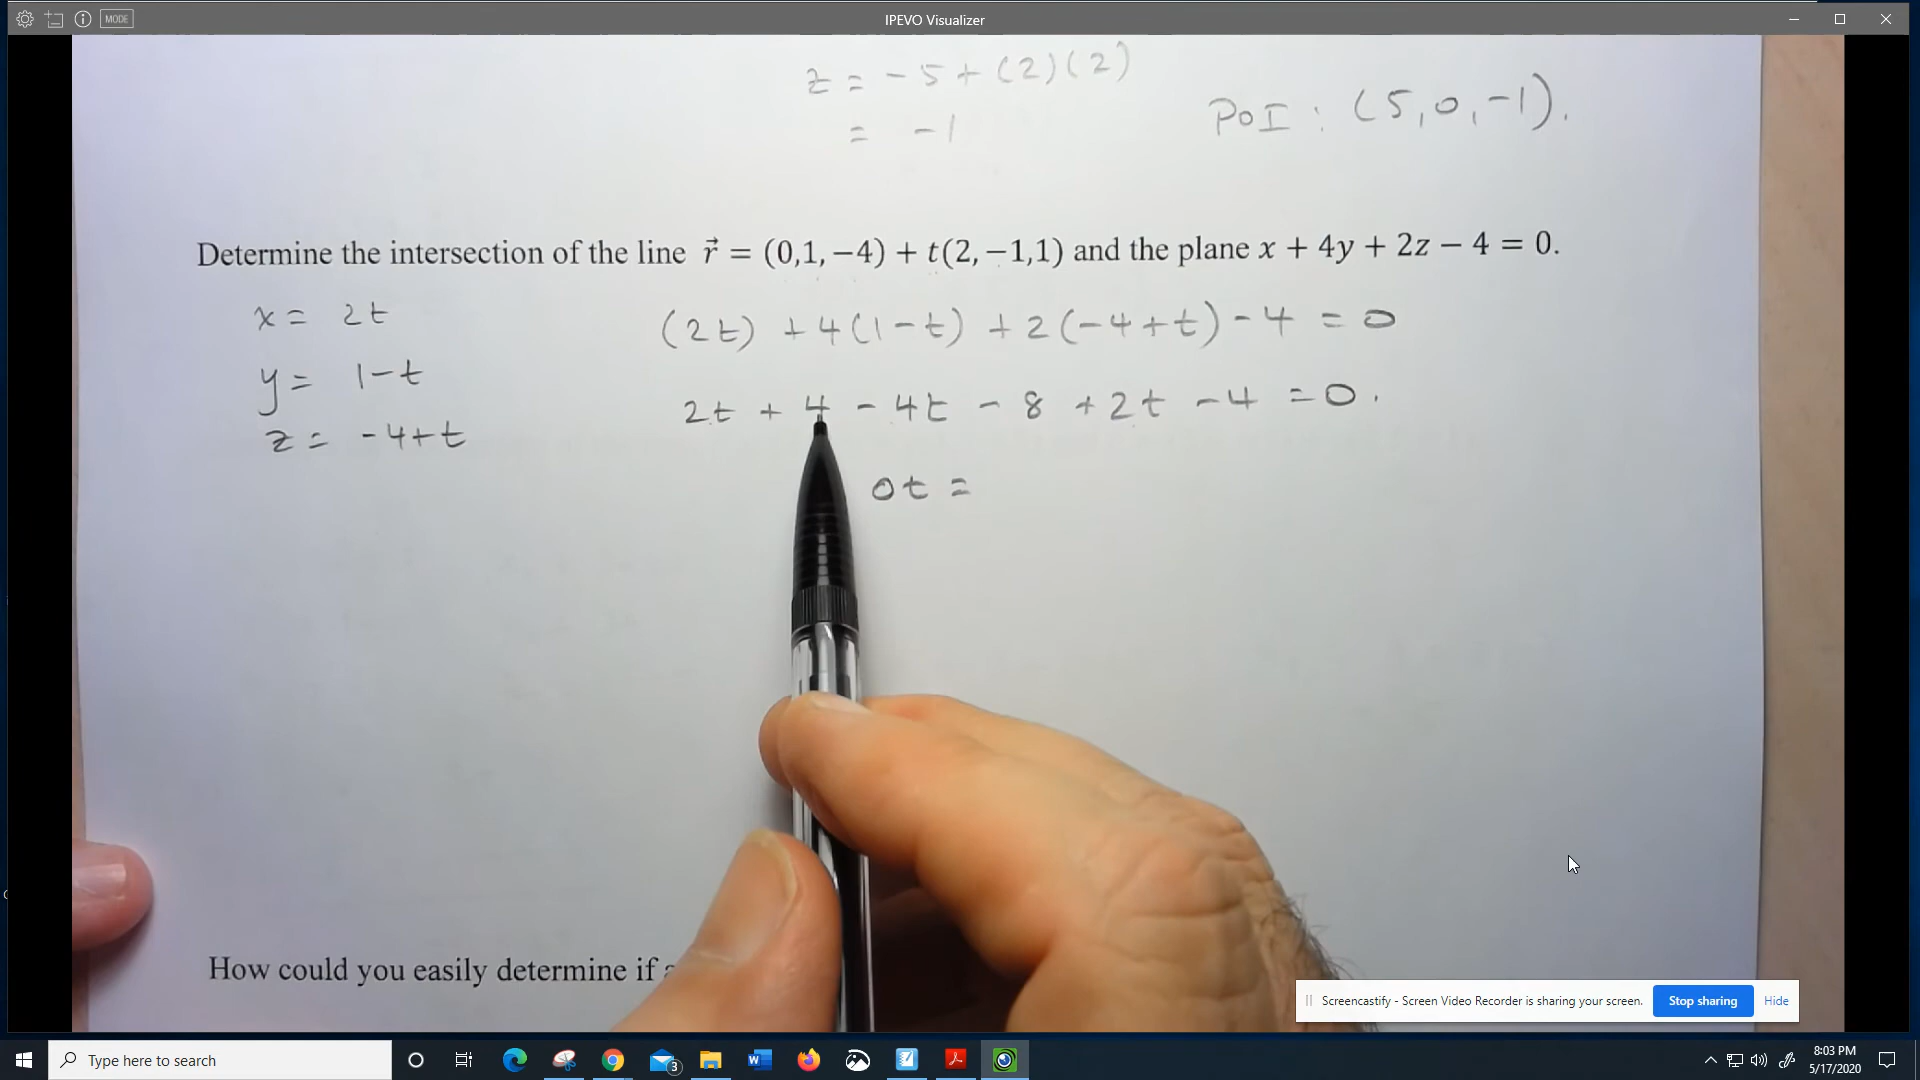 MODE
IPEVO Visualizer
z = -5 + (2)(2)
= -1
PoI : (5, 0, -1).
Determine the intersection of the line r⃗ = (0,1,−4) + t(2,−1,1) and the plane x + 4y + 2z − 4 = 0.
x = 2t
(2t) + 4(1-t) + 2(-4+t) - 4 = 0
y = 1-t
2t + 4 - 4t - 8 + 2t - 4 = 0.
z = -4+t
0t =
How could you easily determine if
Screencastify - Screen Video Recorder is sharing your screen.
Stop sharing
Hide
Type here to search
3
8:03 PM
5/17/2020